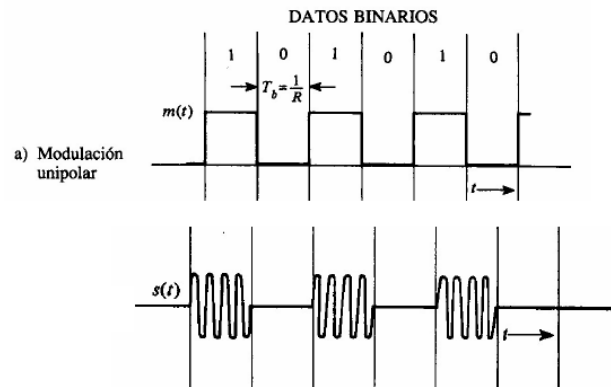 DATOS BINARIOS
1 0 1 0 1 0
T_b = 1/R
m(t)
a) Modulación
unipolar
t
s(t)
t